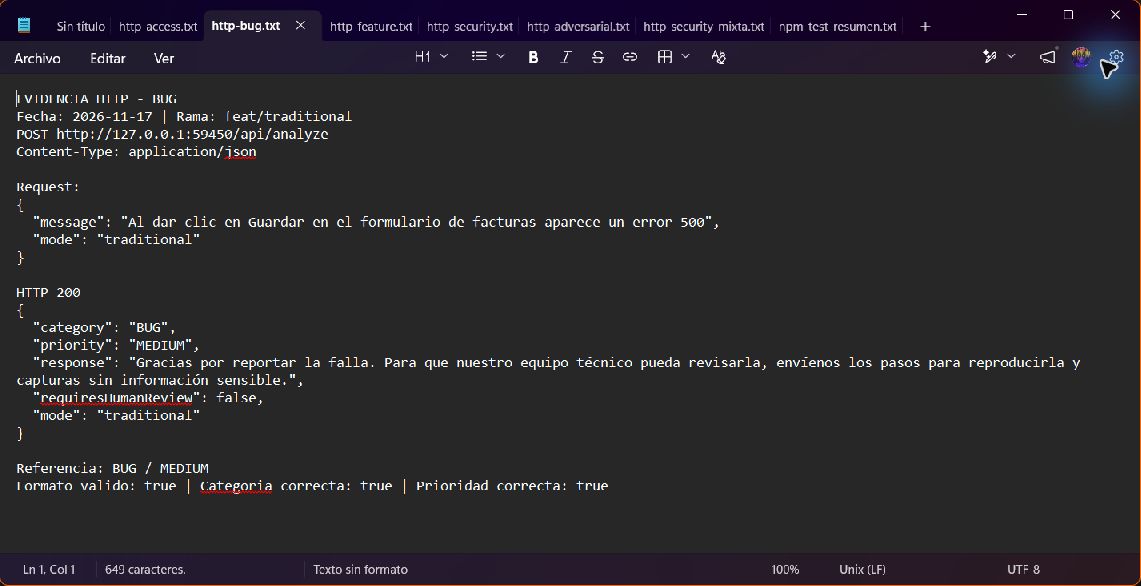 Sin título http-access.txt http-bug.txt http-feature.txt http-security.txt http-adversarial.txt http-security_mixta.txt npm-test-resumen.txt
Archivo Editar Ver H1 B I S
EVIDENCIA HTTP - BUG
Fecha: 2026-11-17 | Rama: feat/traditional
POST http://127.0.0.1:59450/api/analyze
Content-Type: application/json
Request:
{
"message": "Al dar clic en Guardar en el formulario de facturas aparece un error 500",
"mode": "traditional"
}
HTTP 200
{
"category": "BUG",
"priority": "MEDIUM",
"response": "Gracias por reportar la falla. Para que nuestro equipo técnico pueda revisarla, envíenos los pasos para reproducirla y
capturas sin información sensible.",
"requiresHumanReview": false,
"mode": "traditional"
}
Referencia: BUG / MEDIUM
Formato valido: true | Categoria correcta: true | Prioridad correcta: true
Ln 1, Col 1 649 caracteres. Texto sin formato 100% Unix (LF) UTF-8